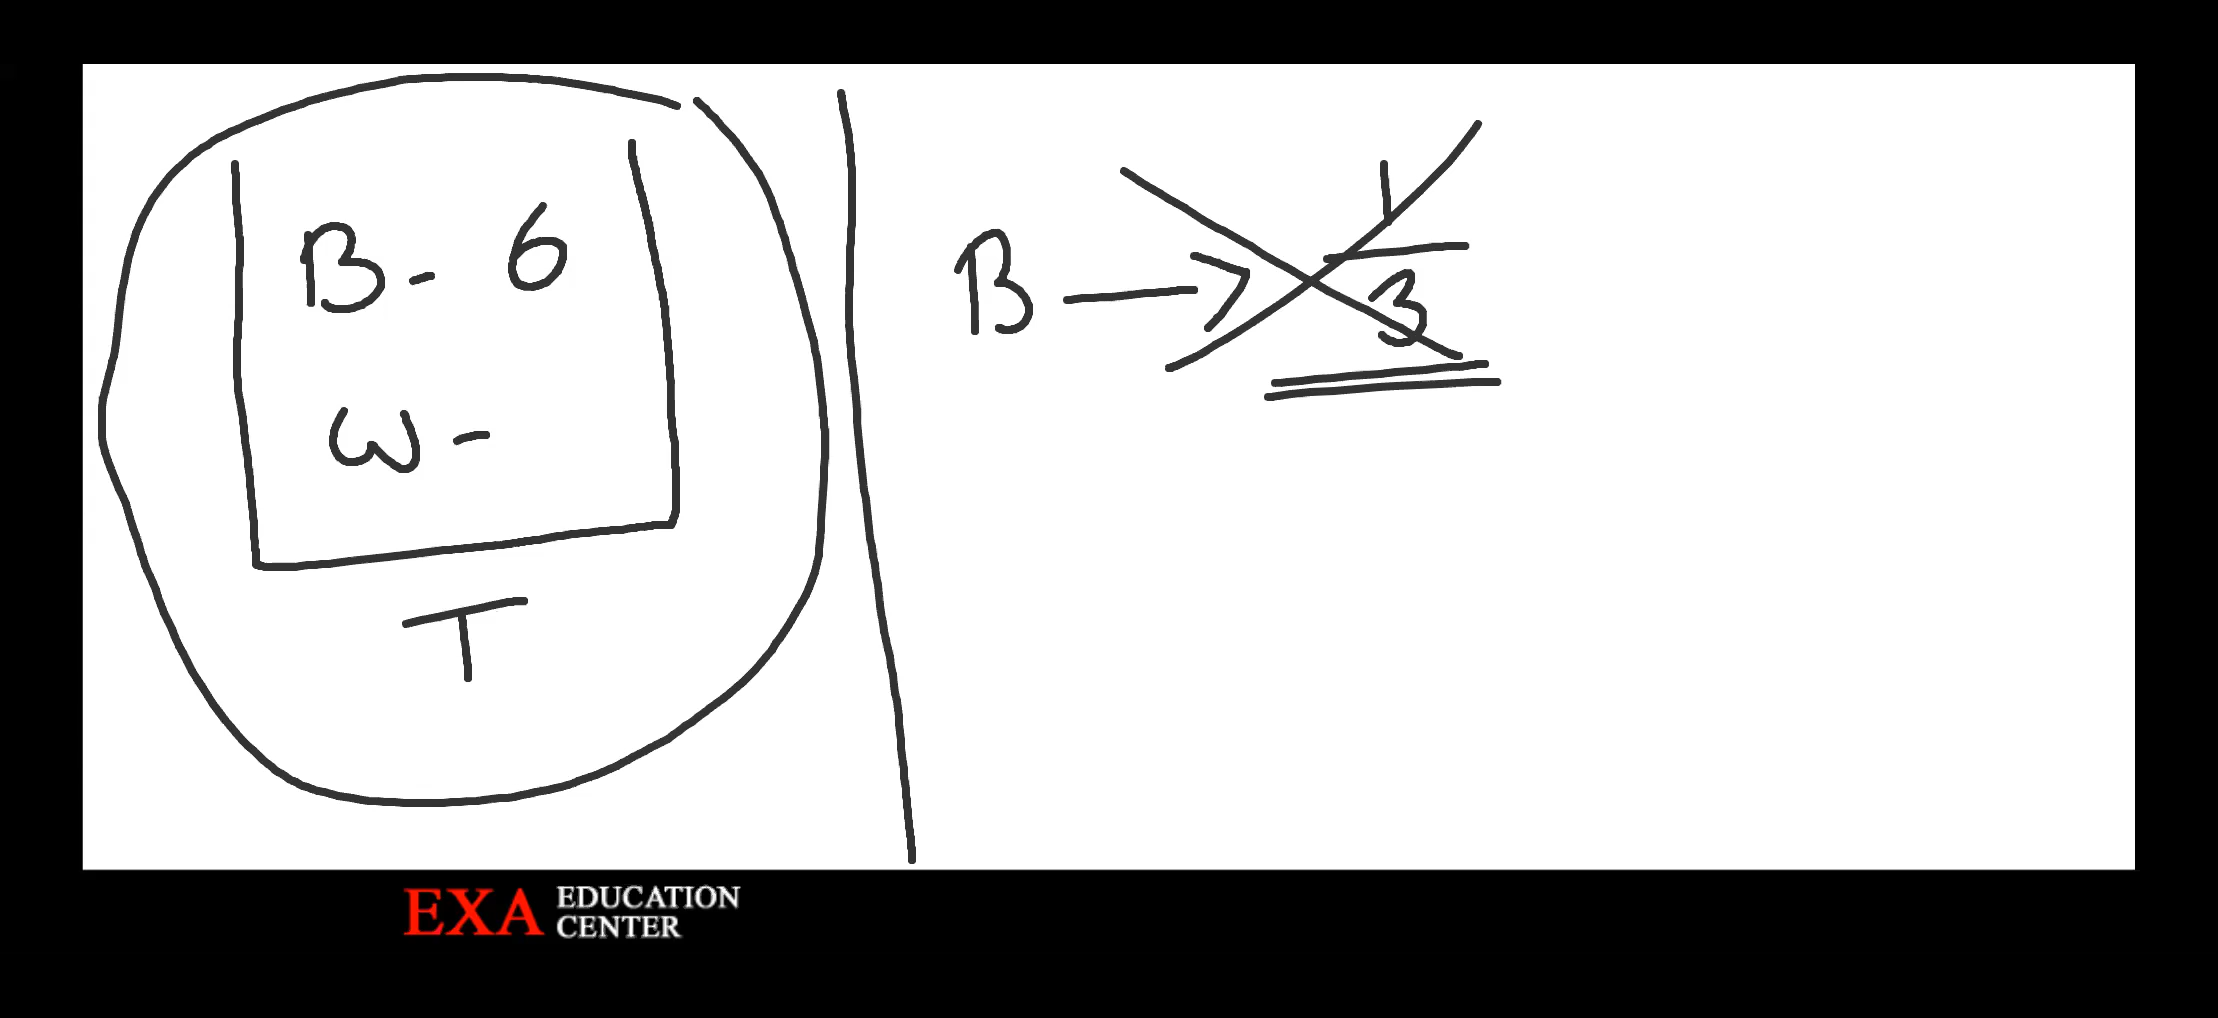 B - 6
W -
T
B → 1
3
EXA EDUCATION
CENTER